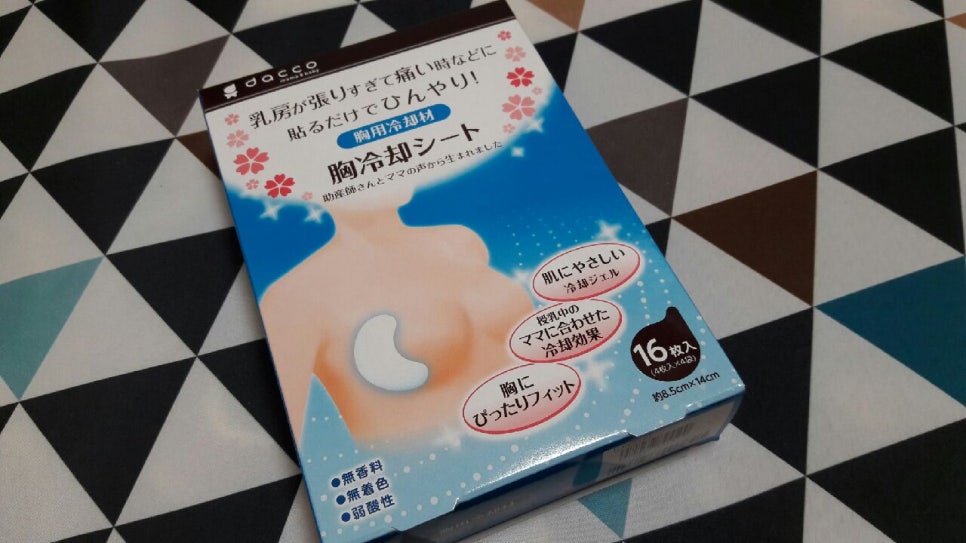 dacco
mama & baby
乳房が張りすぎて痛い時などに
貼るだけでひんやり!
胸用冷却材
胸冷却シート
助産師さんとママの声から生まれました
肌にやさしい
冷却ジェル
授乳中の
ママに合わせた
冷却効果
胸に
ぴったりフィット
16枚入
(4枚入×4袋)
約8.5cm×14cm
●無香料
●無着色
●弱酸性